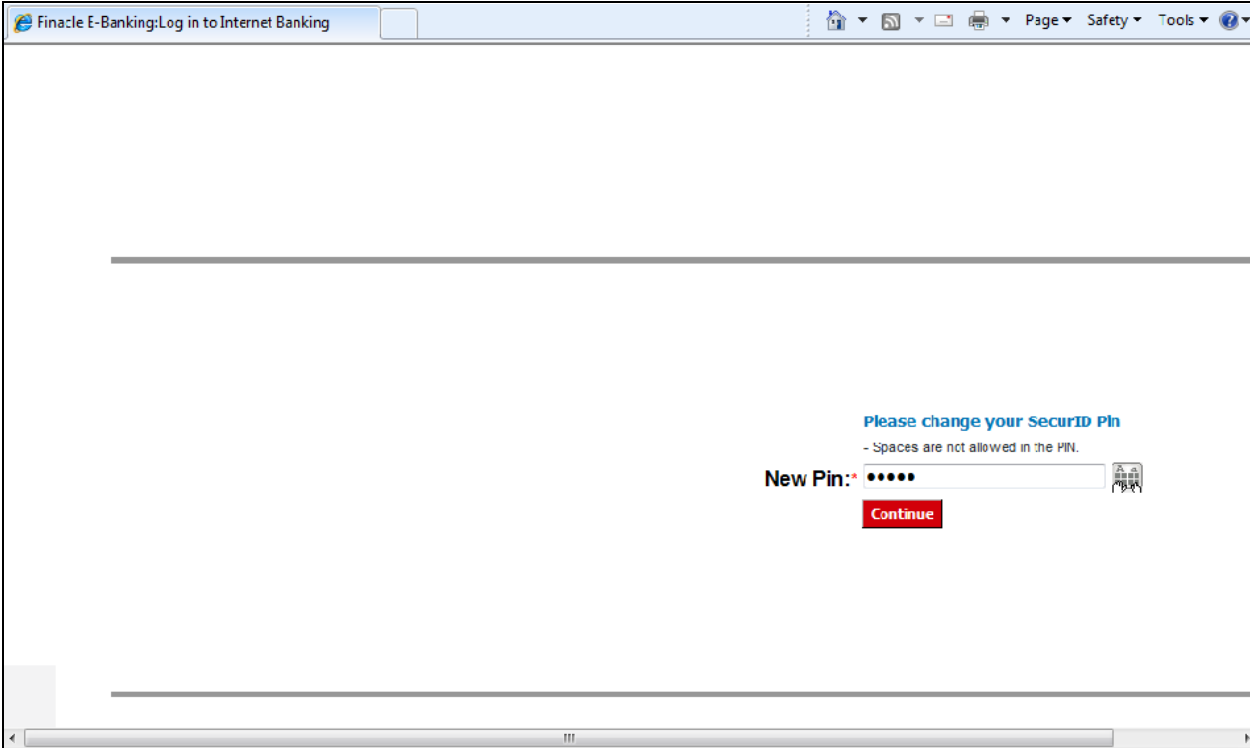 Finacle E-Banking:Log in to Internet Banking
Page Safety Tools
Please change your SecurID Pin
- Spaces are not allowed in the PIN.
New Pin:* •••••
Continue